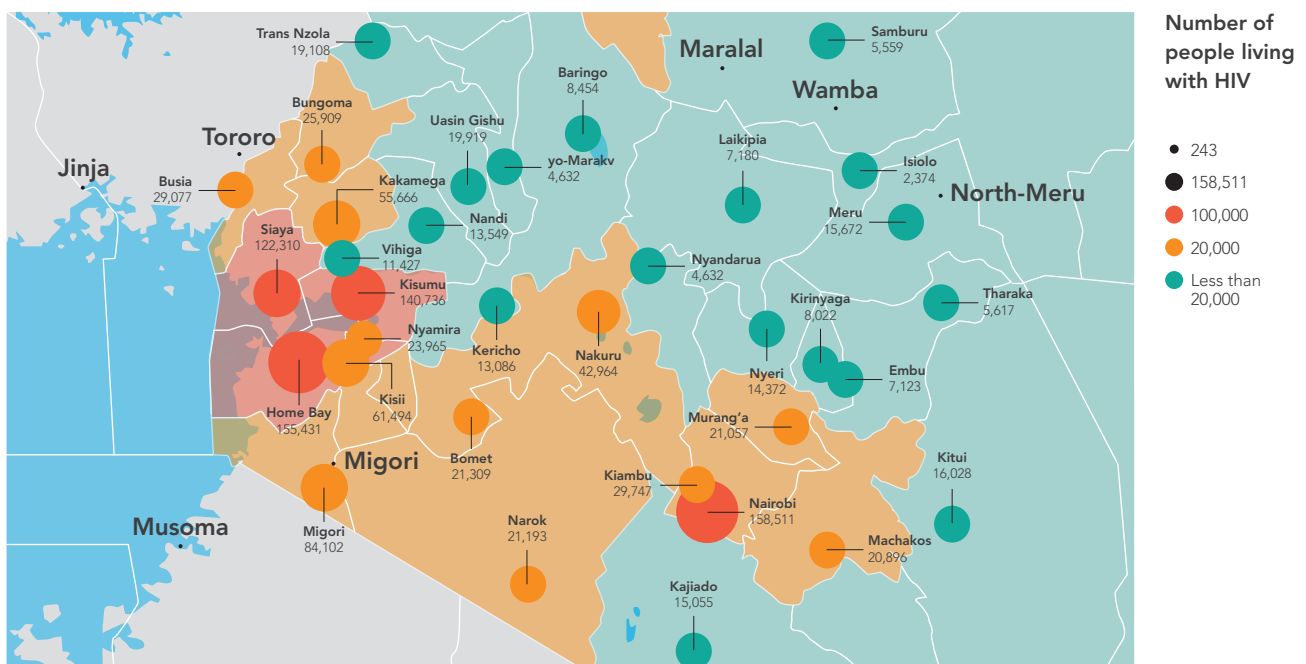 Number of
people living
with HIV
243
158,511
100,000
20,000
Less than
20,000
Trans Nzola
19,108
Maralal
Samburu
5,559
Baringo
8,454
Wamba
Bungoma
25,909
Uasin Gishu
19,919
Tororo
Laikipia
7,180
yo-Marakv
4,632
Isiolo
2,374
Jinja
Busia
29,077
Kakamega
55,666
North-Meru
Meru
15,672
Siaya
122,310
Nandi
13,549
Vihiga
11,427
Nyandarua
4,632
Kisumu
140,736
Kirinyaga
8,022
Tharaka
5,617
Nyamira
23,965
Kericho
13,086
Nakuru
42,964
Nyeri
14,372
Embu
7,123
Kisii
61,494
Home Bay
155,431
Murang'a
21,057
Migori
Bomet
21,309
Kitui
16,028
Kiambu
29,747
Nairobi
158,511
Musoma
Migori
84,102
Narok
21,193
Machakos
20,896
Kajiado
15,055